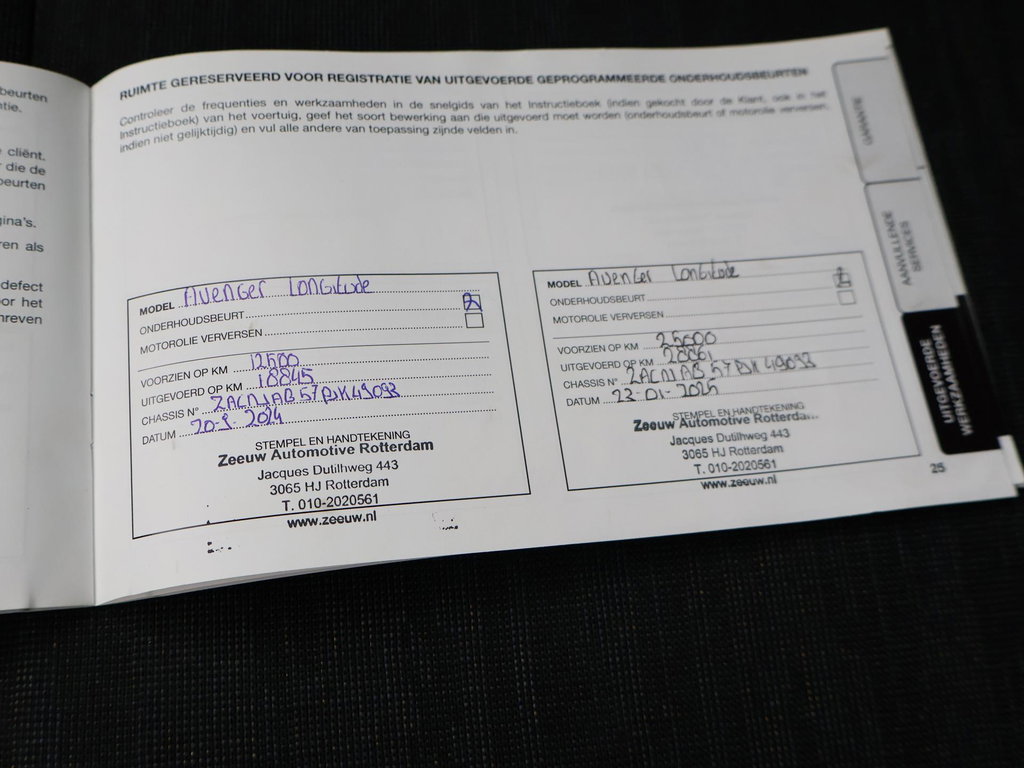 beurten
tie.
cliënt.
die de
beurten
gina's.
ren als
defect
or het
hreven
RUIMTE GERESERVEERD VOOR REGISTRATIE VAN UITGEVOERDE GEPROGRAMMEERDE ONDERHOUDSBEURTEN
Controleer de frequenties en werkzaamheden in de snelgids van het Instructieboek (indien gekocht door de Klant, ook in het
Instructieboek) van het voertuig, geef het soort bewerking aan die uitgevoerd moet worden (onderhoudsbeurt of motorolie verversen,
indien niet gelijktijdig) en vul alle andere van toepassing zijnde velden in.
MODEL Avenger Longitude
ONDERHOUDSBEURT
MOTOROLIE VERVERSEN
VOORZIEN OP KM 12500
UITGEVOERD OP KM 18845
CHASSIS N°
DATUM
STEMPEL EN HANDTEKENING
Zeeuw Automotive Rotterdam
Jacques Dutilhweg 443
3065 HJ Rotterdam
T. 010-2020561
www.zeeuw.nl
MODEL Avenger Longitude
ONDERHOUDSBEURT
MOTOROLIE VERVERSEN
VOORZIEN OP KM 25000
UITGEVOERD OP KM 28861
CHASSIS N°
DATUM 23-01-2025
STEMPEL EN HANDTEKENING
Zeeuw Automotive Rotterda
Jacques Dutilhweg 443
3065 HJ Rotterdam
T. 010-2020561
www.zeeuw.nl
GARANTIE
AANVULLENDE
SERVICES
UITGEVOERDE
WERKZAAMHEDEN
25